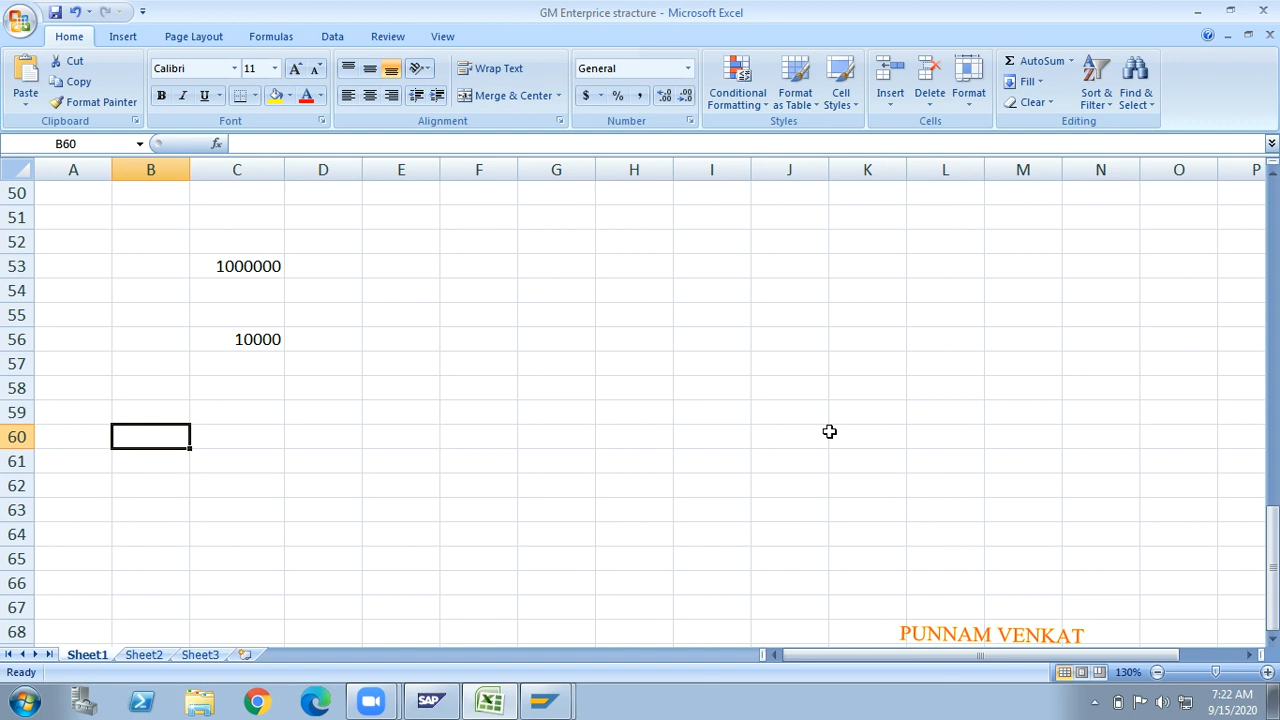 GM Enterprice stracture - Microsoft Excel
Home Insert Page Layout Formulas Data Review View
Paste Cut Copy Format Painter Clipboard
Calibri 11 A A B I U A Font
Wrap Text Merge & Center Alignment
General $ % , Number
Conditional Formatting Format as Table Cell Styles Styles
Insert Delete Format Cells
Σ AutoSum Fill Clear Sort & Filter Find & Select Editing
B60 fx
A B C D E F G H I J K L M N O P
50
51
52
53 1000000
54
55
56 10000
57
58
59
60
61
62
63
64
65
66
67
68
PUNNAM VENKAT
Sheet1 Sheet2 Sheet3
Ready 130%
SAP
7:22 AM
9/15/2020